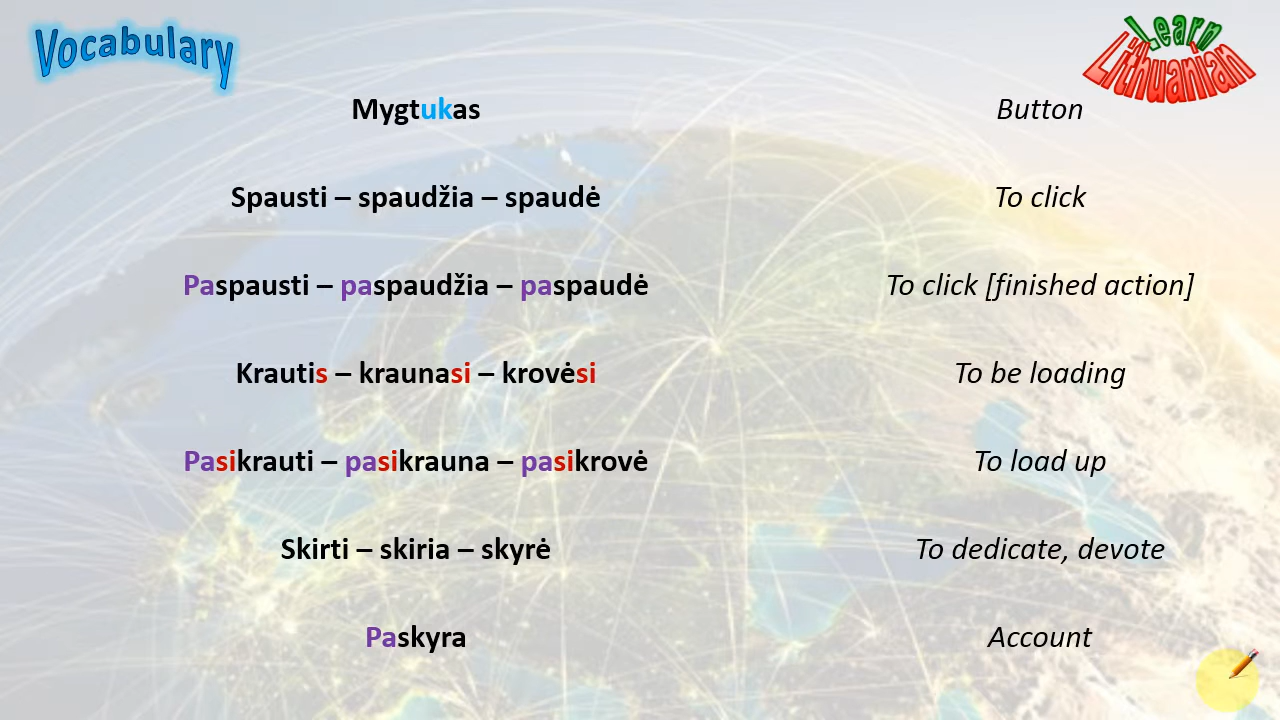 Vocabulary
Learn
Lithuanian
Mygtukas Button
Spausti – spaudžia – spaudė To click
Paspausti – paspaudžia – paspaudė To click [finished action]
Krautis – kraunasi – krovėsi To be loading
Pasikrauti – pasikrauna – pasikrovė To load up
Skirti – skiria – skyrė To dedicate, devote
Paskyra Account